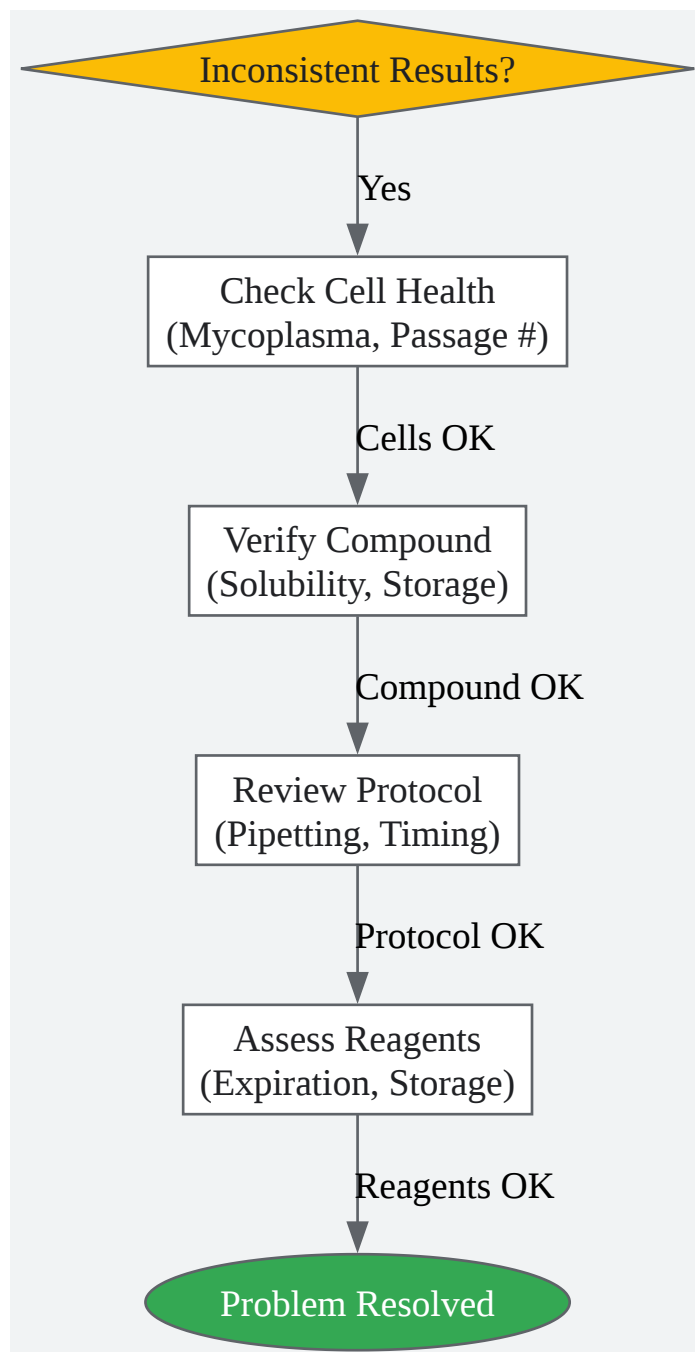 Inconsistent Results?
Yes
Check Cell Health
(Mycoplasma, Passage #)
Cells OK
Verify Compound
(Solubility, Storage)
Compound OK
Review Protocol
(Pipetting, Timing)
Protocol OK
Assess Reagents
(Expiration, Storage)
Reagents OK
Problem Resolved